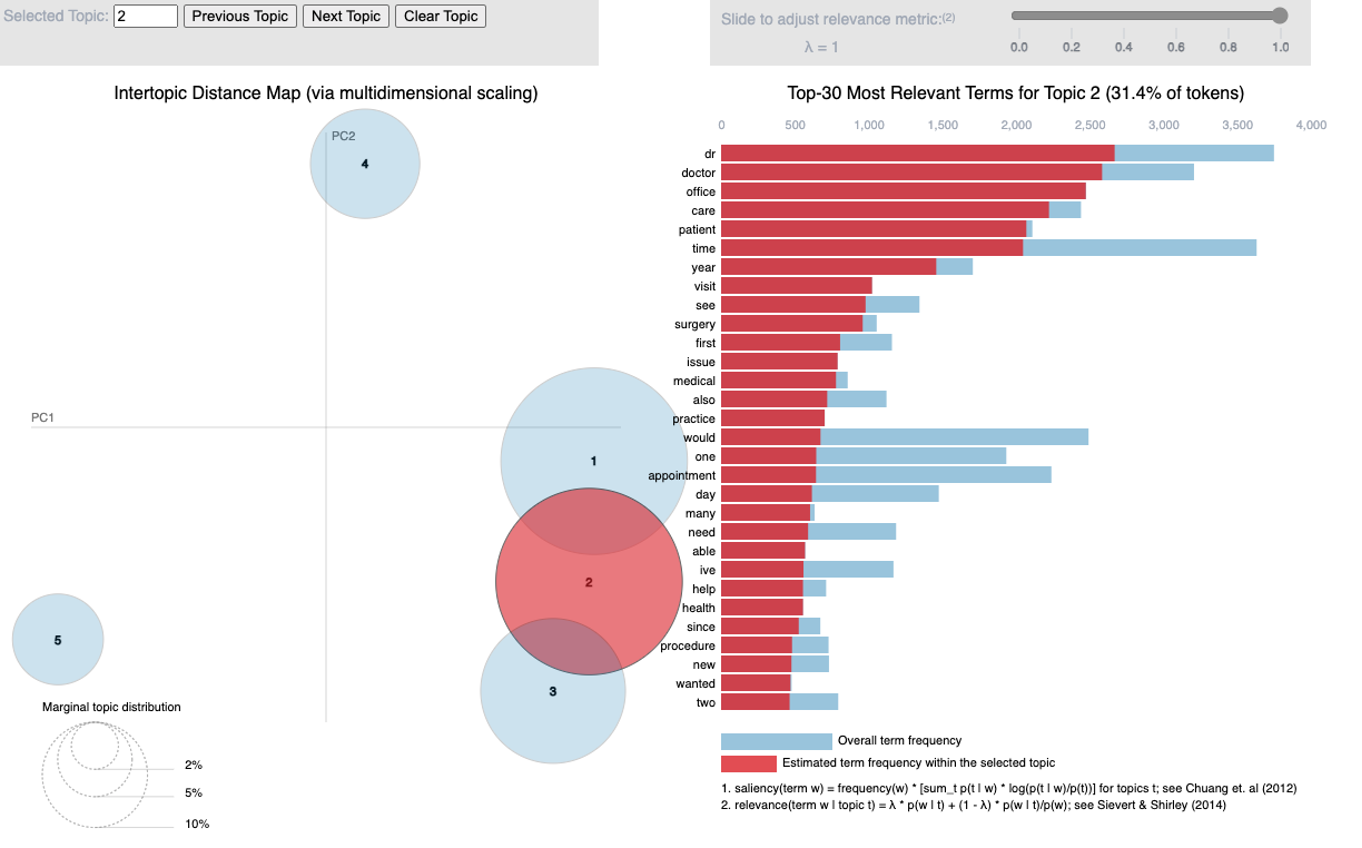 Selected Topic: 2 Previous Topic Next Topic Clear Topic
Slide to adjust relevance metric:(2)
λ = 1
0.0 0.2 0.4 0.6 0.8 1.0
Intertopic Distance Map (via multidimensional scaling)
PC2
4
PC1
1
2
3
5
Marginal topic distribution
2%
5%
10%
Top-30 Most Relevant Terms for Topic 2 (31.4% of tokens)
0 500 1,000 1,500 2,000 2,500 3,000 3,500 4,000
dr
doctor
office
care
patient
time
year
visit
see
surgery
first
issue
medical
also
practice
would
one
appointment
day
many
need
able
ive
help
health
since
procedure
new
wanted
two
Overall term frequency
Estimated term frequency within the selected topic
1. saliency(term w) = frequency(w) * [sum_t p(t | w) * log(p(t | w)/p(t))] for topics t; see Chuang et. al (2012)
2. relevance(term w | topic t) = λ * p(w | t) + (1 - λ) * p(w | t)/p(w); see Sievert & Shirley (2014)